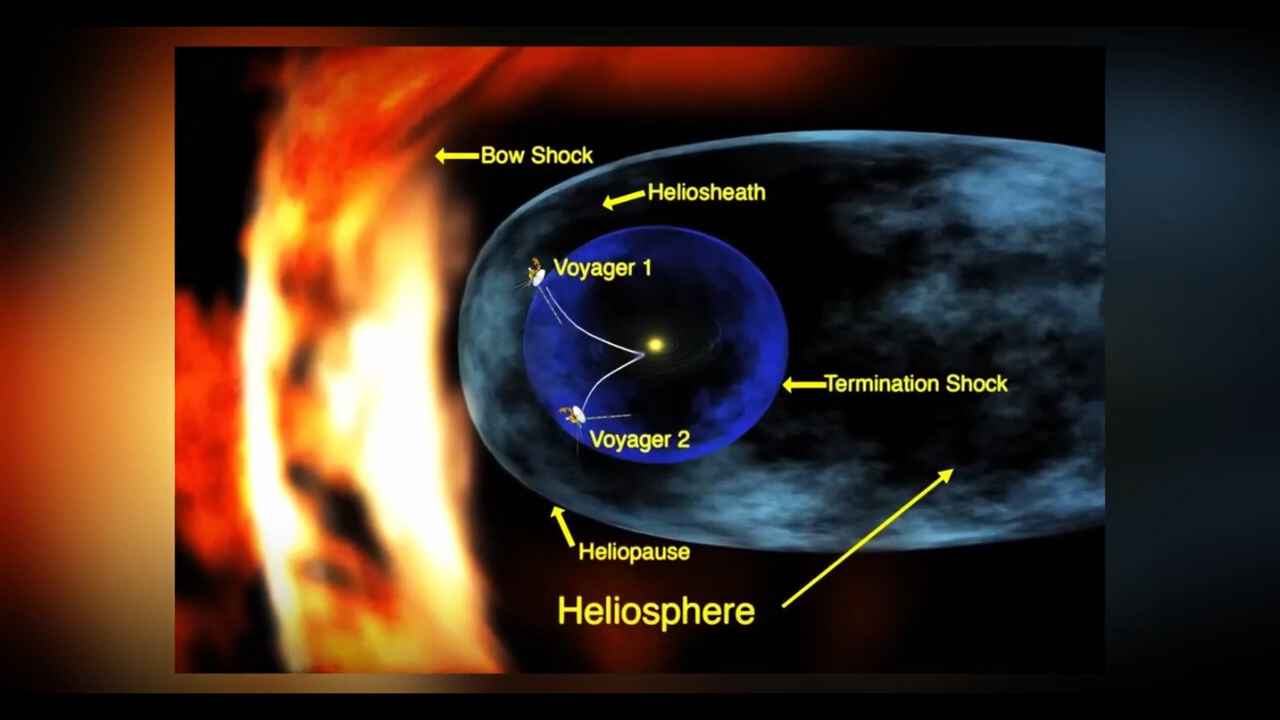 Bow Shock
Heliosheath
Voyager 1
Termination Shock
Voyager 2
Heliopause
Heliosphere